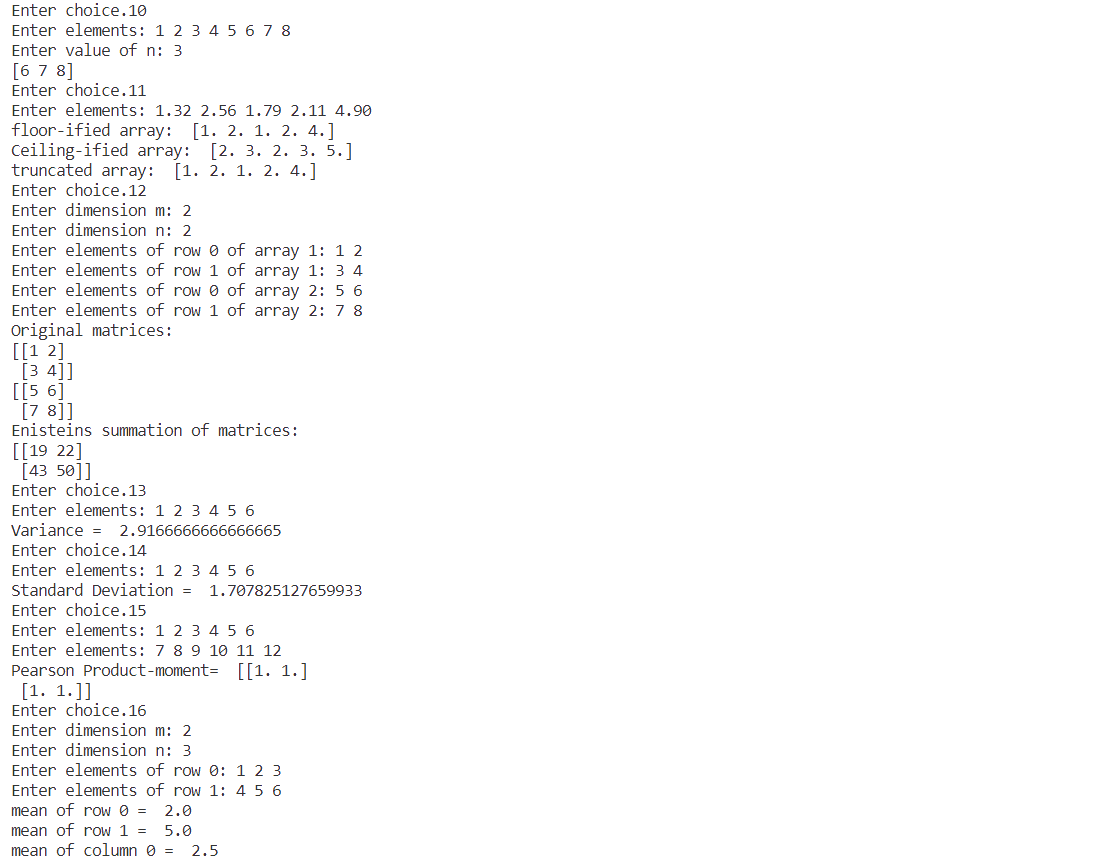 Enter choice.10
Enter elements: 1 2 3 4 5 6 7 8
Enter value of n: 3
[6 7 8]
Enter choice.11
Enter elements: 1.32 2.56 1.79 2.11 4.90
floor-ified array:  [1. 2. 1. 2. 4.]
Ceiling-ified array:  [2. 3. 2. 3. 5.]
truncated array:  [1. 2. 1. 2. 4.]
Enter choice.12
Enter dimension m: 2
Enter dimension n: 2
Enter elements of row 0 of array 1: 1 2
Enter elements of row 1 of array 1: 3 4
Enter elements of row 0 of array 2: 5 6
Enter elements of row 1 of array 2: 7 8
Original matrices:
[[1 2]
 [3 4]]
[[5 6]
 [7 8]]
Enisteins summation of matrices:
[[19 22]
 [43 50]]
Enter choice.13
Enter elements: 1 2 3 4 5 6
Variance =  2.9166666666666665
Enter choice.14
Enter elements: 1 2 3 4 5 6
Standard Deviation =  1.707825127659933
Enter choice.15
Enter elements: 1 2 3 4 5 6
Enter elements: 7 8 9 10 11 12
Pearson Product-moment=  [[1. 1.]
 [1. 1.]]
Enter choice.16
Enter dimension m: 2
Enter dimension n: 3
Enter elements of row 0: 1 2 3
Enter elements of row 1: 4 5 6
mean of row 0 =  2.0
mean of row 1 =  5.0
mean of column 0 =  2.5